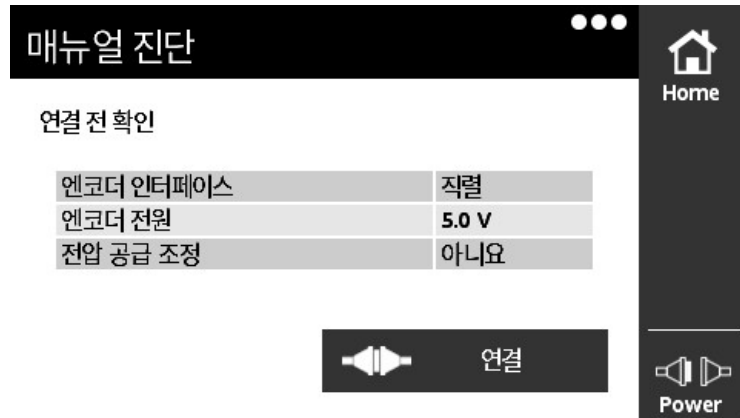 매뉴얼 진단
Home
연결 전 확인
엔코더 인터페이스 직렬
엔코더 전원 5.0 V
전압 공급 조정 아니요
연결
Power